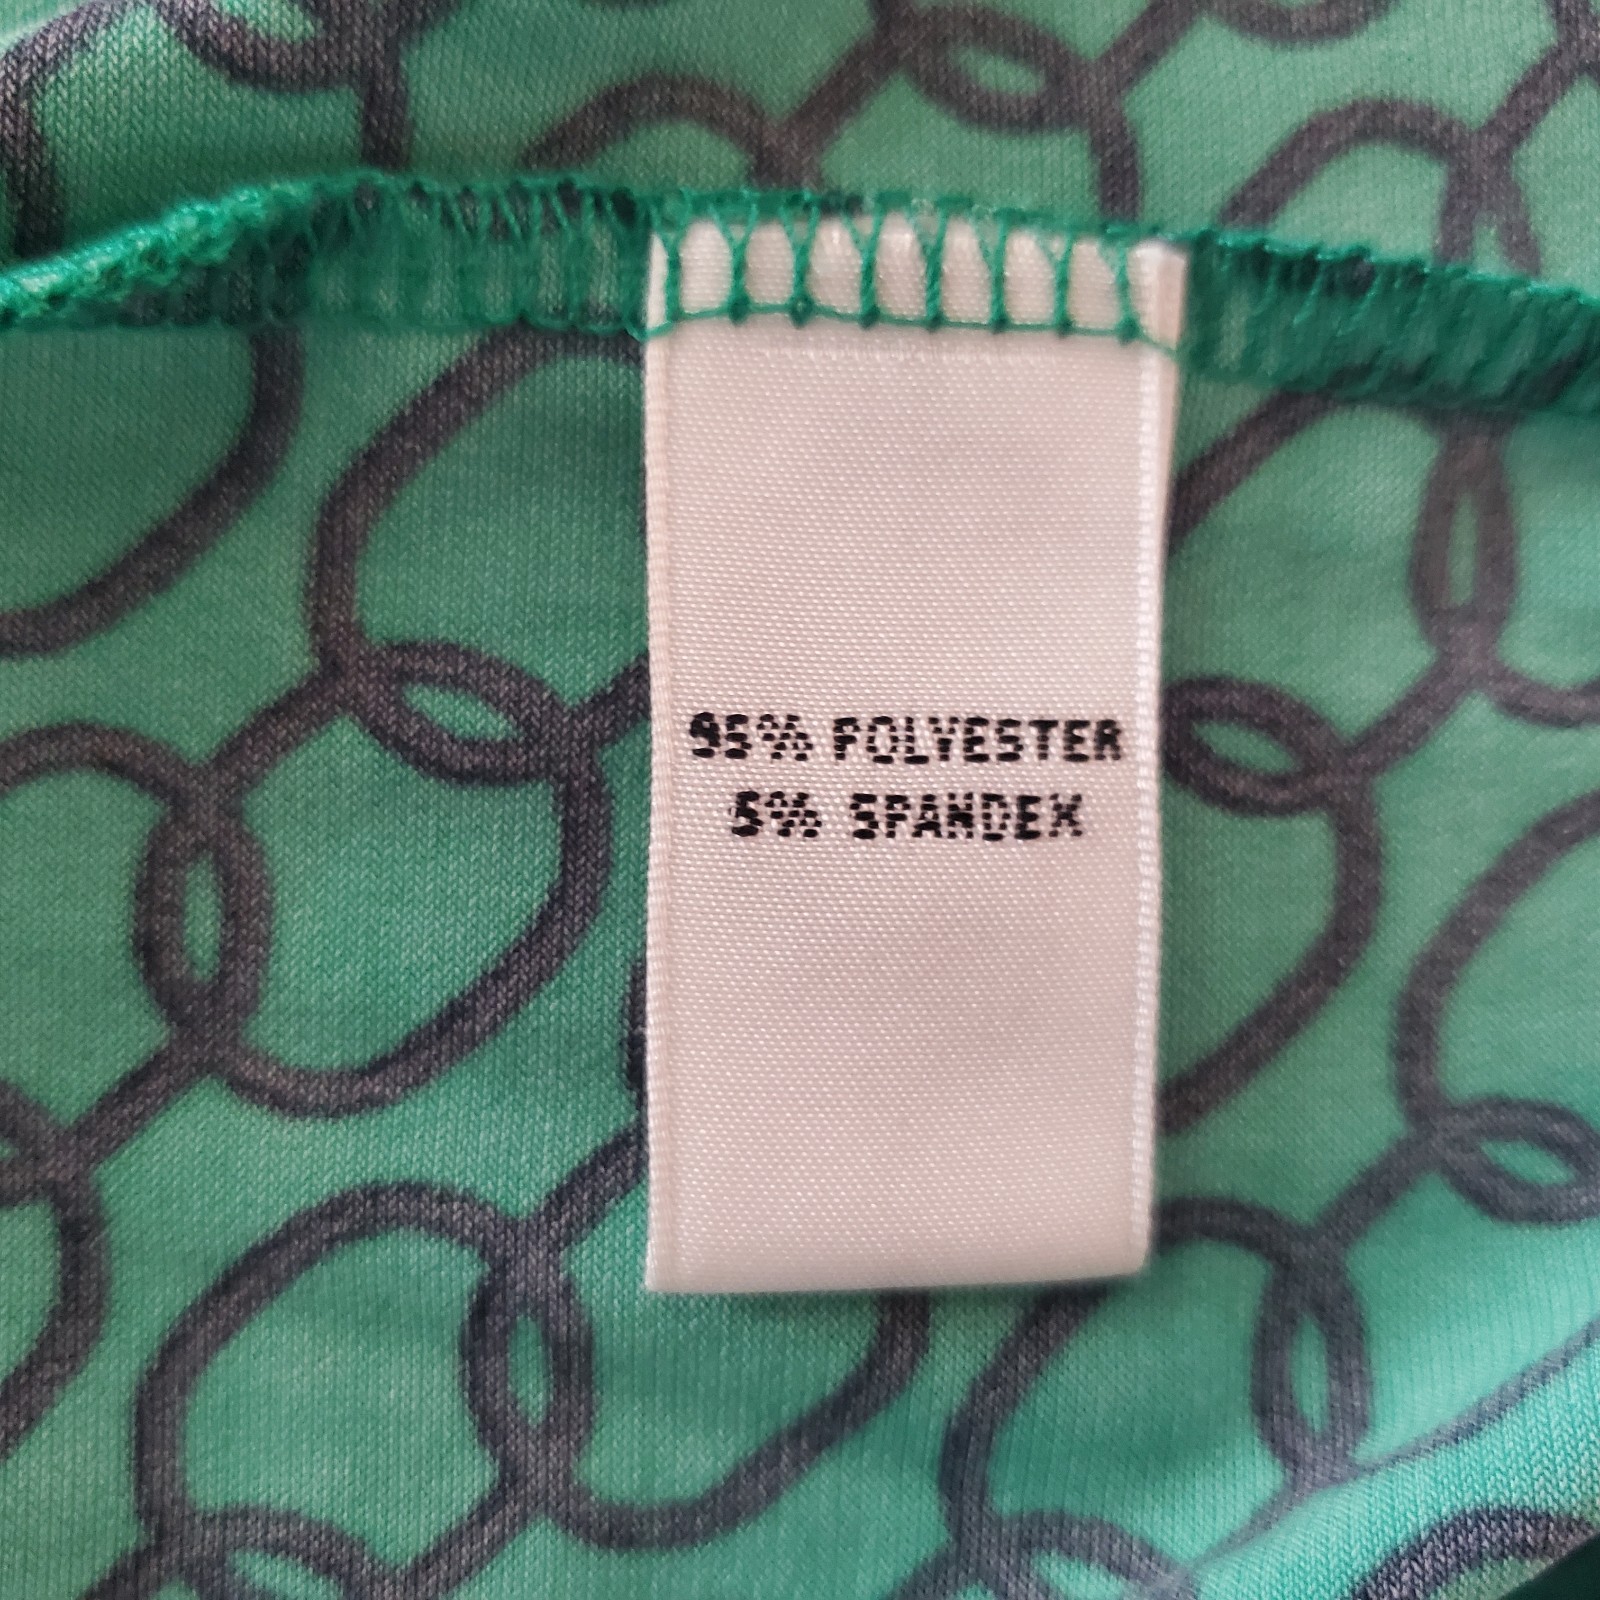 95% POLYESTER
5% SPANDEX